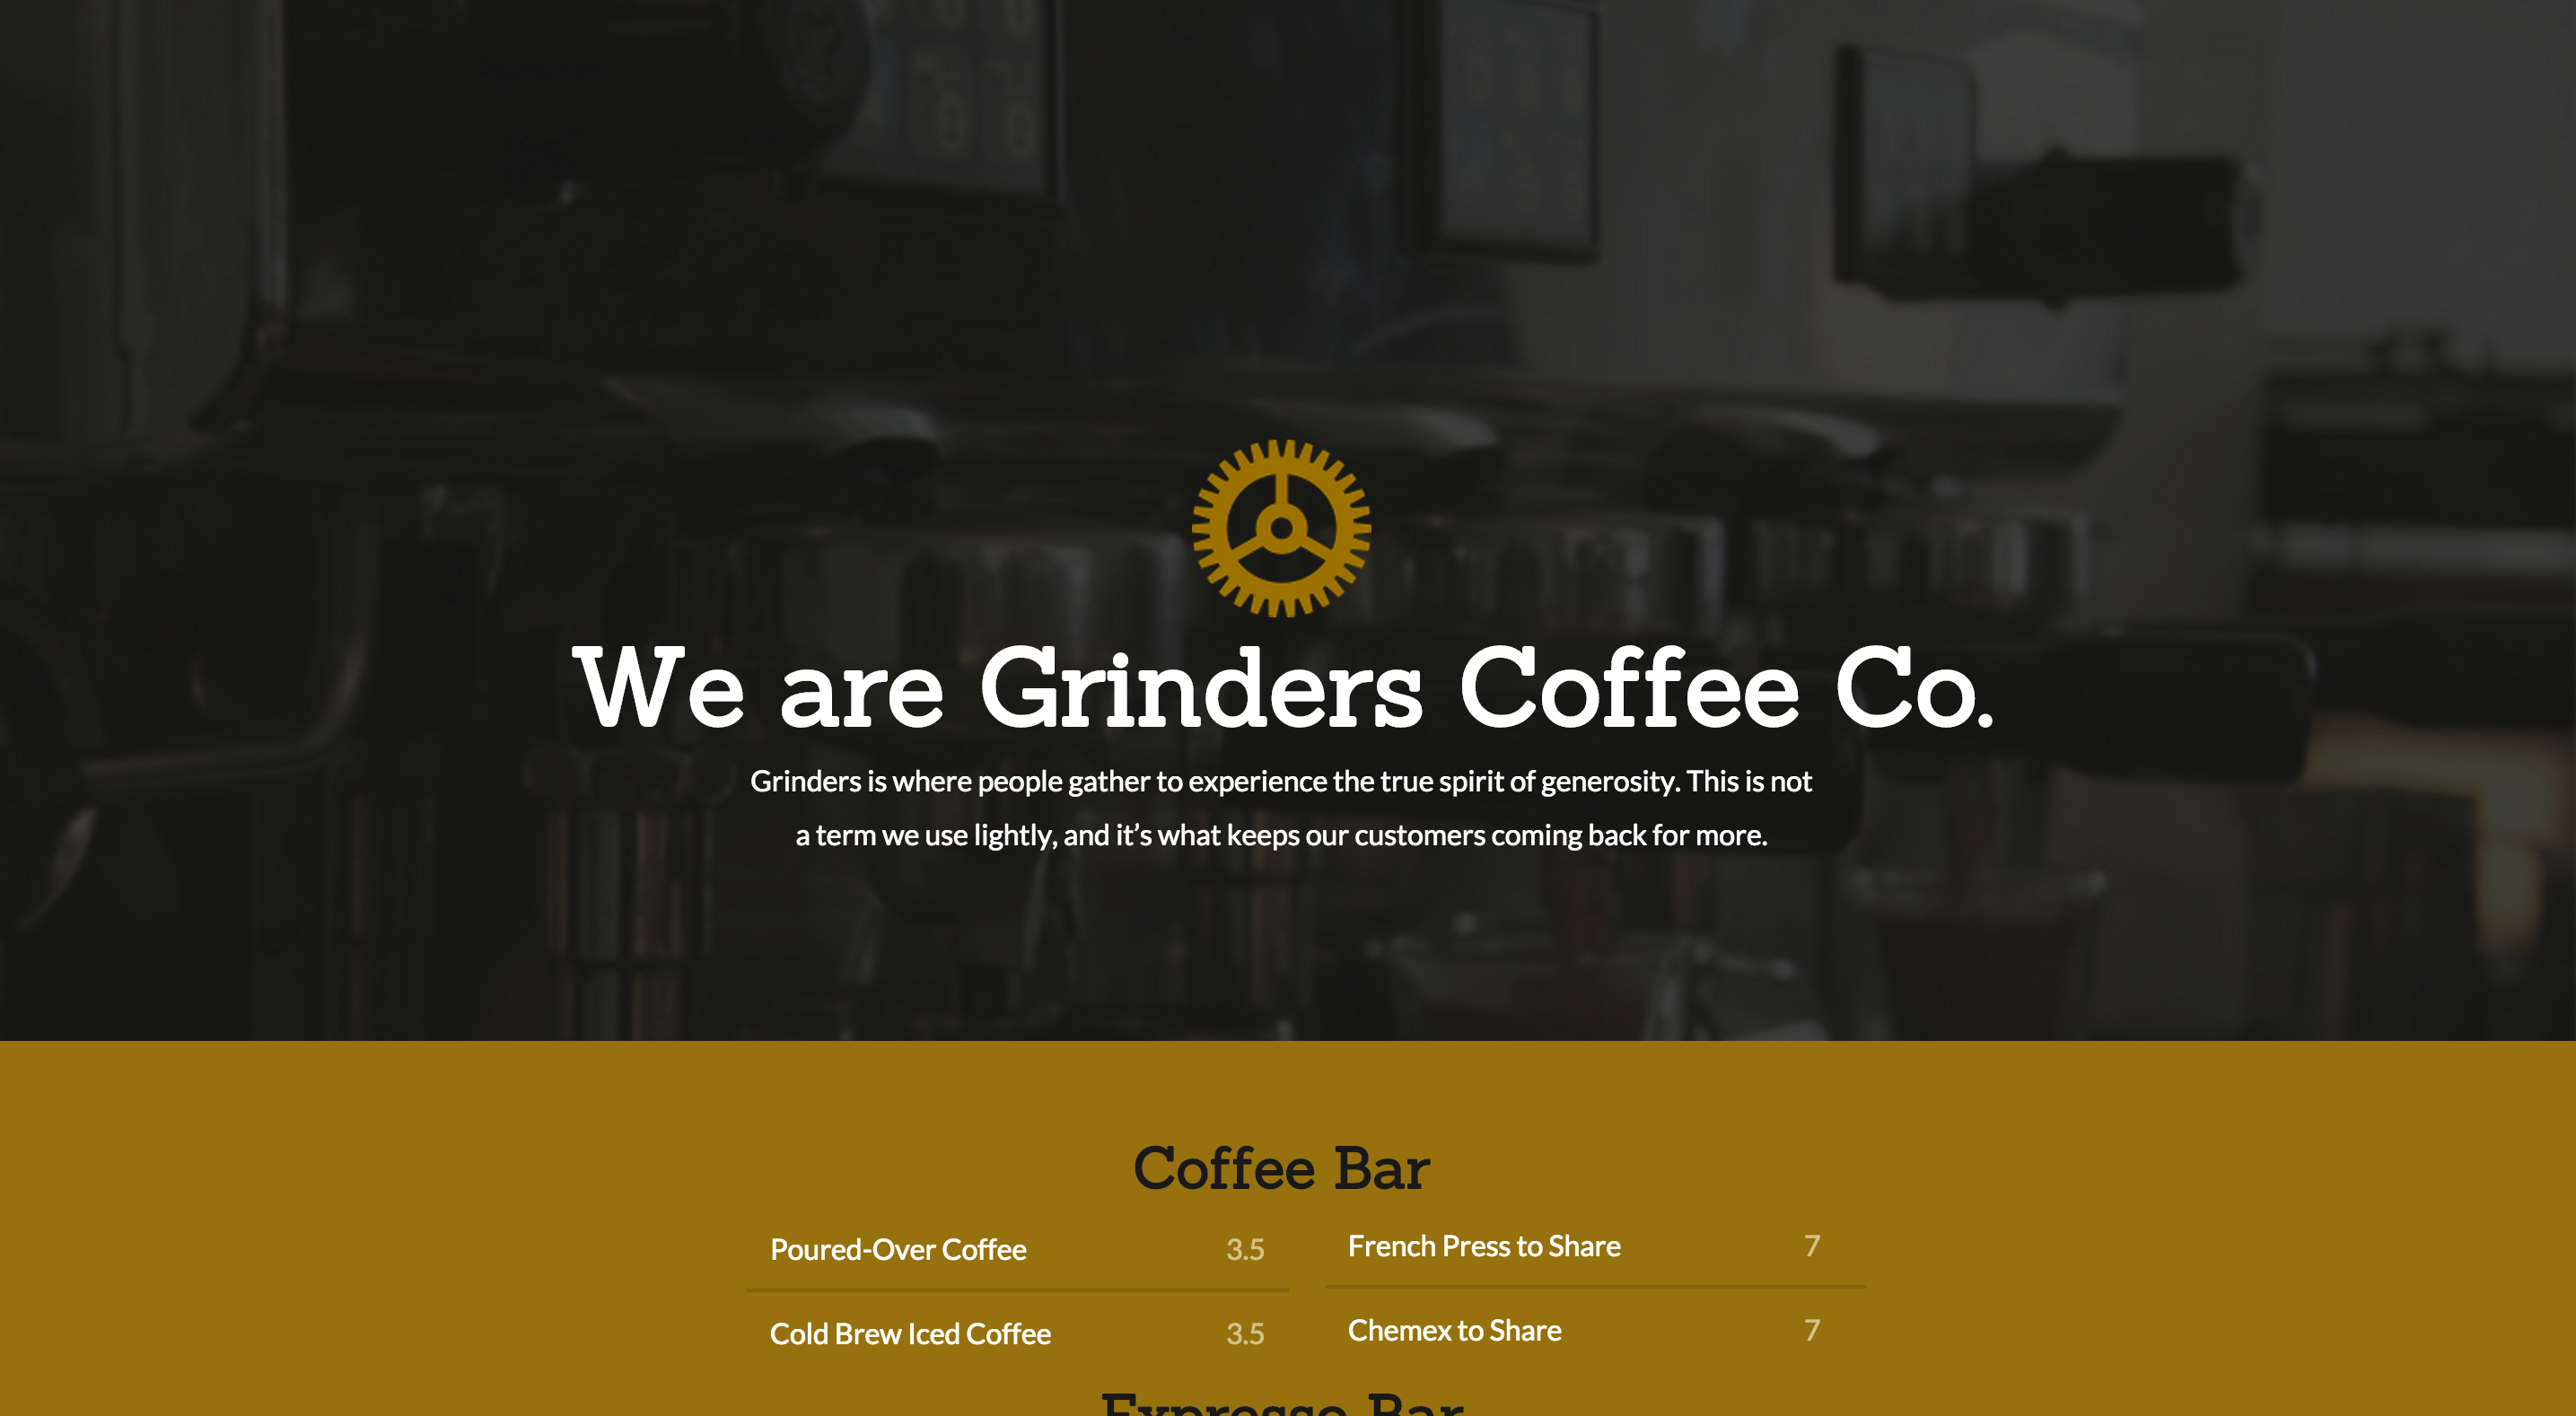 We are Grinders Coffee Co.
Grinders is where people gather to experience the true spirit of generosity. This is not
a term we use lightly, and it’s what keeps our customers coming back for more.
Coffee Bar
Poured-Over Coffee 3.5
Cold Brew Iced Coffee 3.5
French Press to Share 7
Chemex to Share 7
Expresso Bar